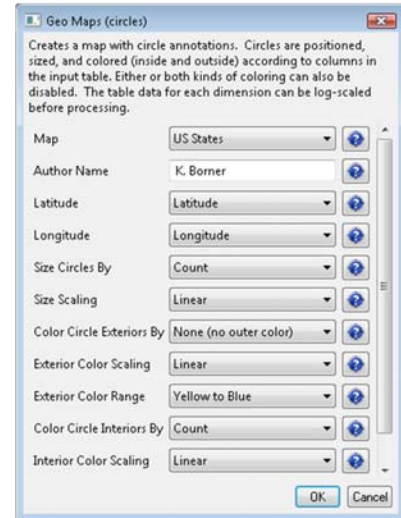 Geo Maps (circles)
Creates a map with circle annotations. Circles are positioned,
sized, and colored (inside and outside) according to columns in
the input table. Either or both kinds of coloring can also be
disabled. The table data for each dimension can be log-scaled
before processing.
Map US States
Author Name K. Borner
Latitude Latitude
Longitude Longitude
Size Circles By Count
Size Scaling Linear
Color Circle Exteriors By None (no outer color)
Exterior Color Scaling Linear
Exterior Color Range Yellow to Blue
Color Circle Interiors By Count
Interior Color Scaling Linear
OK Cancel